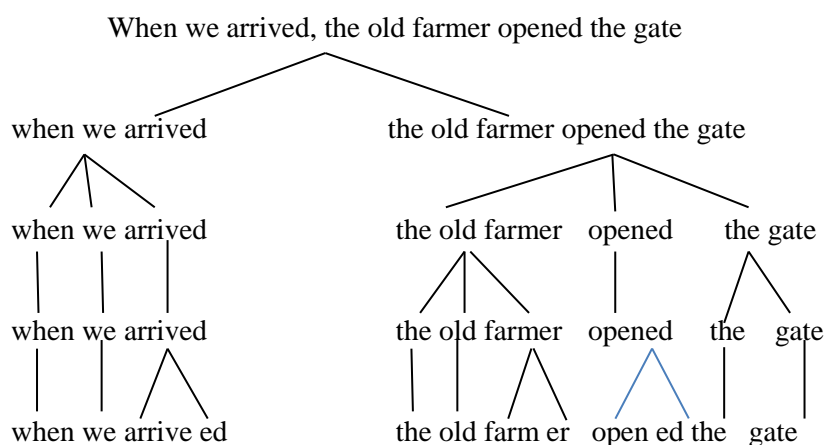 When we arrived, the old farmer opened the gate
when we arrived the old farmer opened the gate
when we arrived the old farmer opened the gate
when we arrived the old farmer opened the gate
when we arrive ed the old farm er open ed the gate